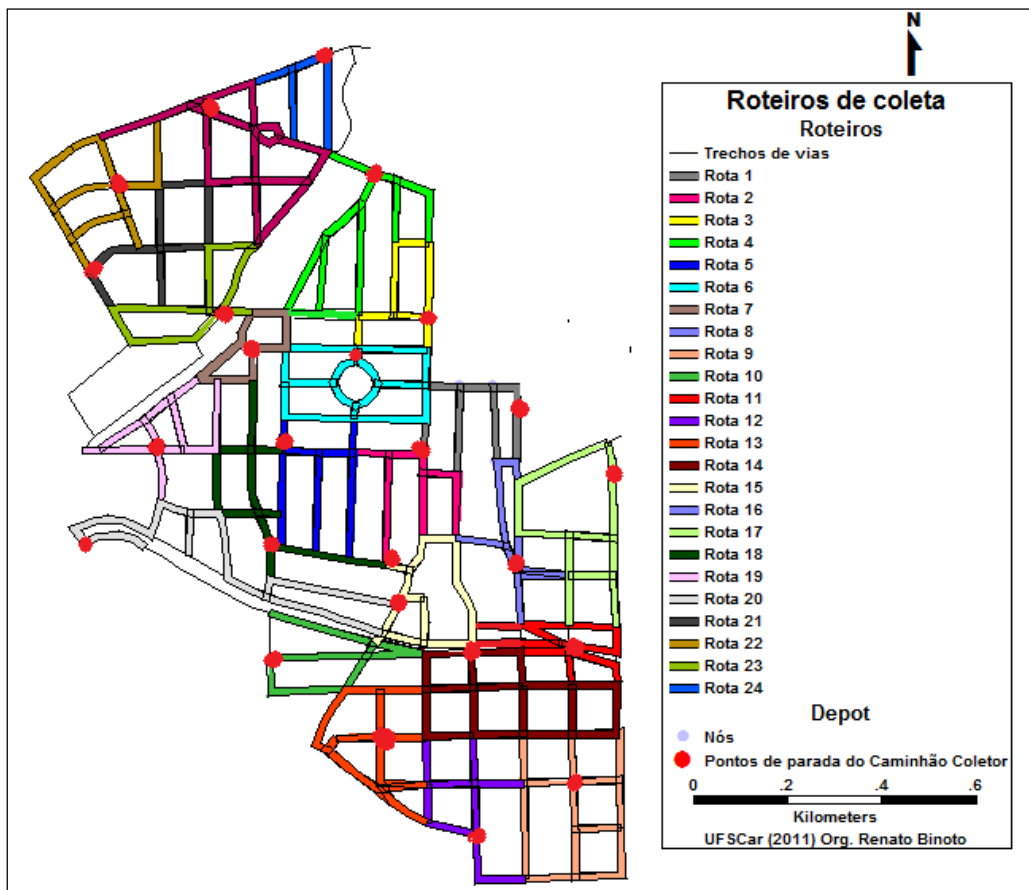 N
Roteiros de coleta
Roteiros
Trechos de vias
Rota 1
Rota 2
Rota 3
Rota 4
Rota 5
Rota 6
Rota 7
Rota 8
Rota 9
Rota 10
Rota 11
Rota 12
Rota 13
Rota 14
Rota 15
Rota 16
Rota 17
Rota 18
Rota 19
Rota 20
Rota 21
Rota 22
Rota 23
Rota 24
Depot
Nós
Pontos de parada do Caminhão Coletor
0 .2 .4 .6
Kilometers
UFSCar (2011) Org. Renato Binoto